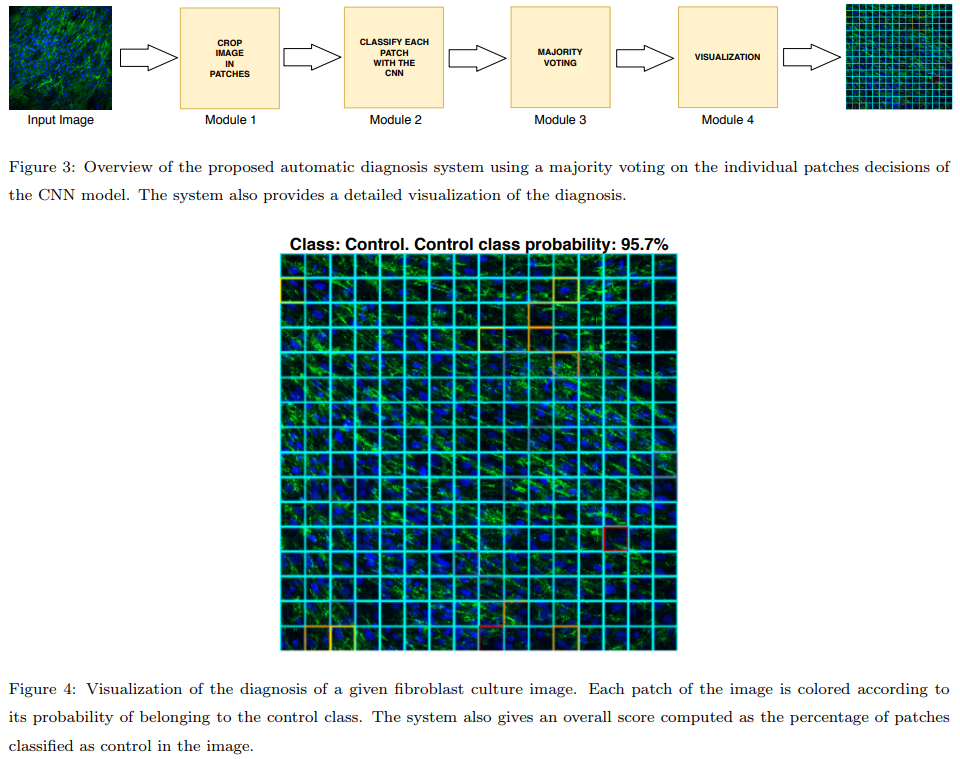 CROP
IMAGE
IN
PATCHES
CLASSIFY EACH
PATCH
WITH THE
CNN
MAJORITY
VOTING
VISUALIZATION
Input Image
Module 1
Module 2
Module 3
Module 4
Figure 3: Overview of the proposed automatic diagnosis system using a majority voting on the individual patches decisions of
the CNN model. The system also provides a detailed visualization of the diagnosis.
Class: Control. Control class probability: 95.7%
Figure 4: Visualization of the diagnosis of a given fibroblast culture image. Each patch of the image is colored according to
its probability of belonging to the control class. The system also gives an overall score computed as the percentage of patches
classified as control in the image.